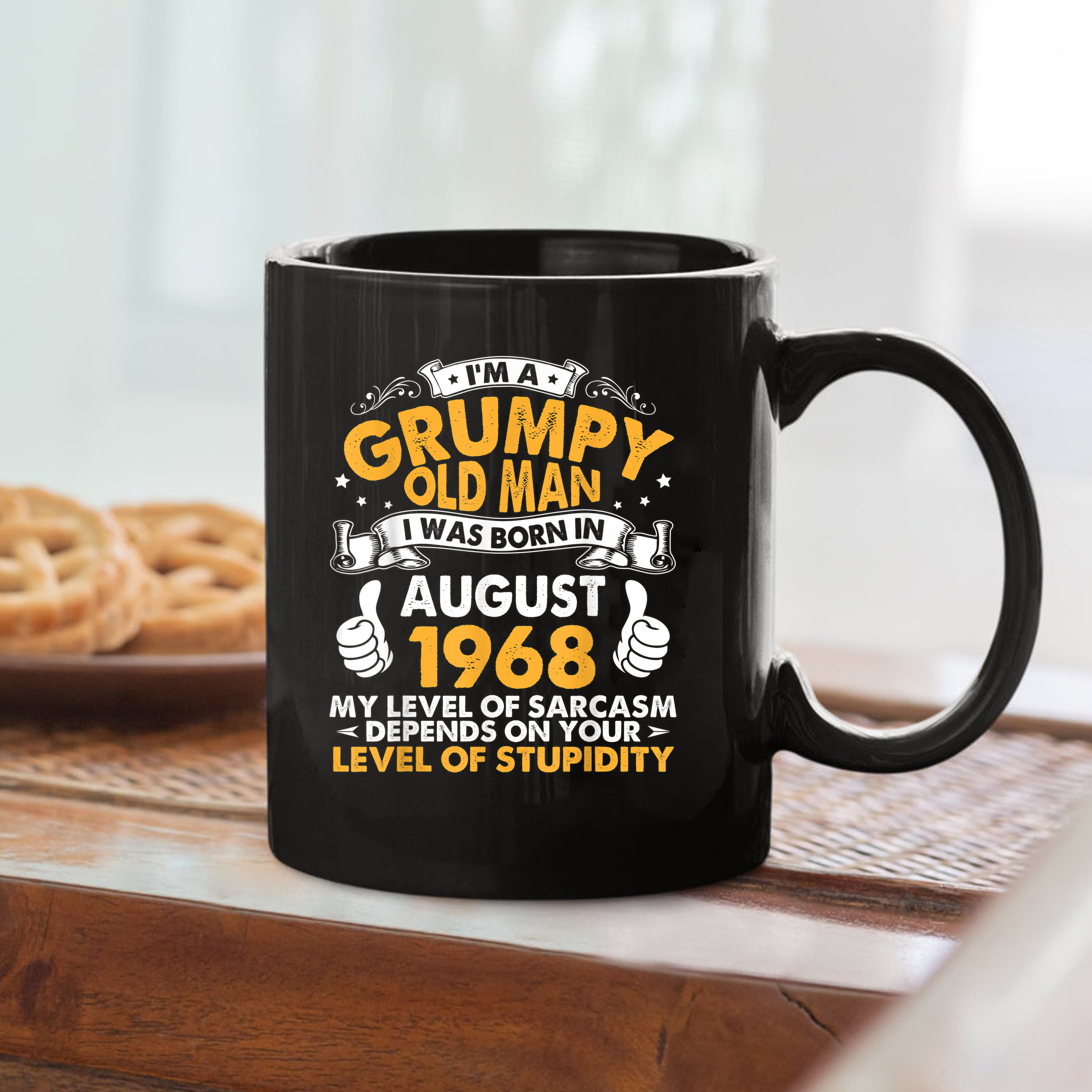 I'M A
GRUMPY
OLD MAN
I WAS BORN IN
AUGUST
1968
MY LEVEL OF SARCASM
DEPENDS ON YOUR
LEVEL OF STUPIDITY